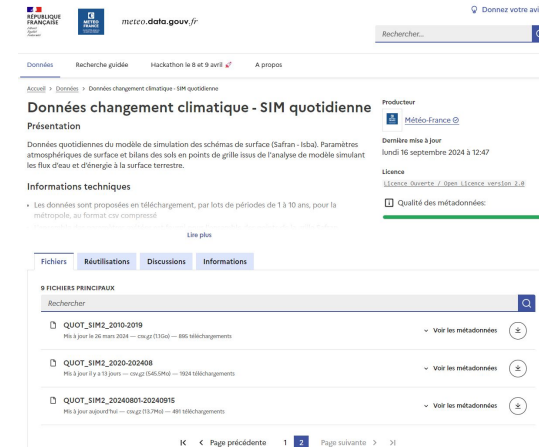 RÉPUBLIQUE
FRANÇAISE
METEO
FRANCE
meteo.data.gouv.fr
Donnez votre avi
Rechercher...
Données
Recherche guidée
Hackathon le 8 et 9 avril
A propos
Accueil > Données > Données changement climatique - SIM quotidienne
Données changement climatique - SIM quotidienne
Présentation
Données quotidiennes du modèle de simulation des schémas de surface (Safran - Isba). Paramètres
atmosphériques de surface et bilans des sols en points de grille issus de l'analyse de modèle simulant
les flux d'eau et d'énergie à la surface terrestre.
Informations techniques
• Les données sont proposées en téléchargement, par lots de périodes de 1 à 10 ans, pour la
métropole, au format csv compressé
Lire plus
Producteur
Météo-France
Dernière mise à jour
lundi 16 septembre 2024 à 12:47
Licence
Licence Ouverte / Open Licence version 2.0
Qualité des métadonnées:
Fichiers
Réutilisations
Discussions
Informations
9 FICHIERS PRINCIPAUX
Rechercher
QUOT_SIM2_2010-2019
Mis à jour le 26 mars 2024 — csv.gz (1.1Go) — 895 téléchargements
Voir les métadonnées
QUOT_SIM2_2020-202408
Mis à jour il y a 13 jours — csv.gz (545.5Mo) — 1924 téléchargements
Voir les métadonnées
QUOT_SIM2_20240801-20240915
Mis à jour aujourd'hui — csv.gz (13.7Mo) — 491 téléchargements
Voir les métadonnées
Page précédente
1
2
Page suivante